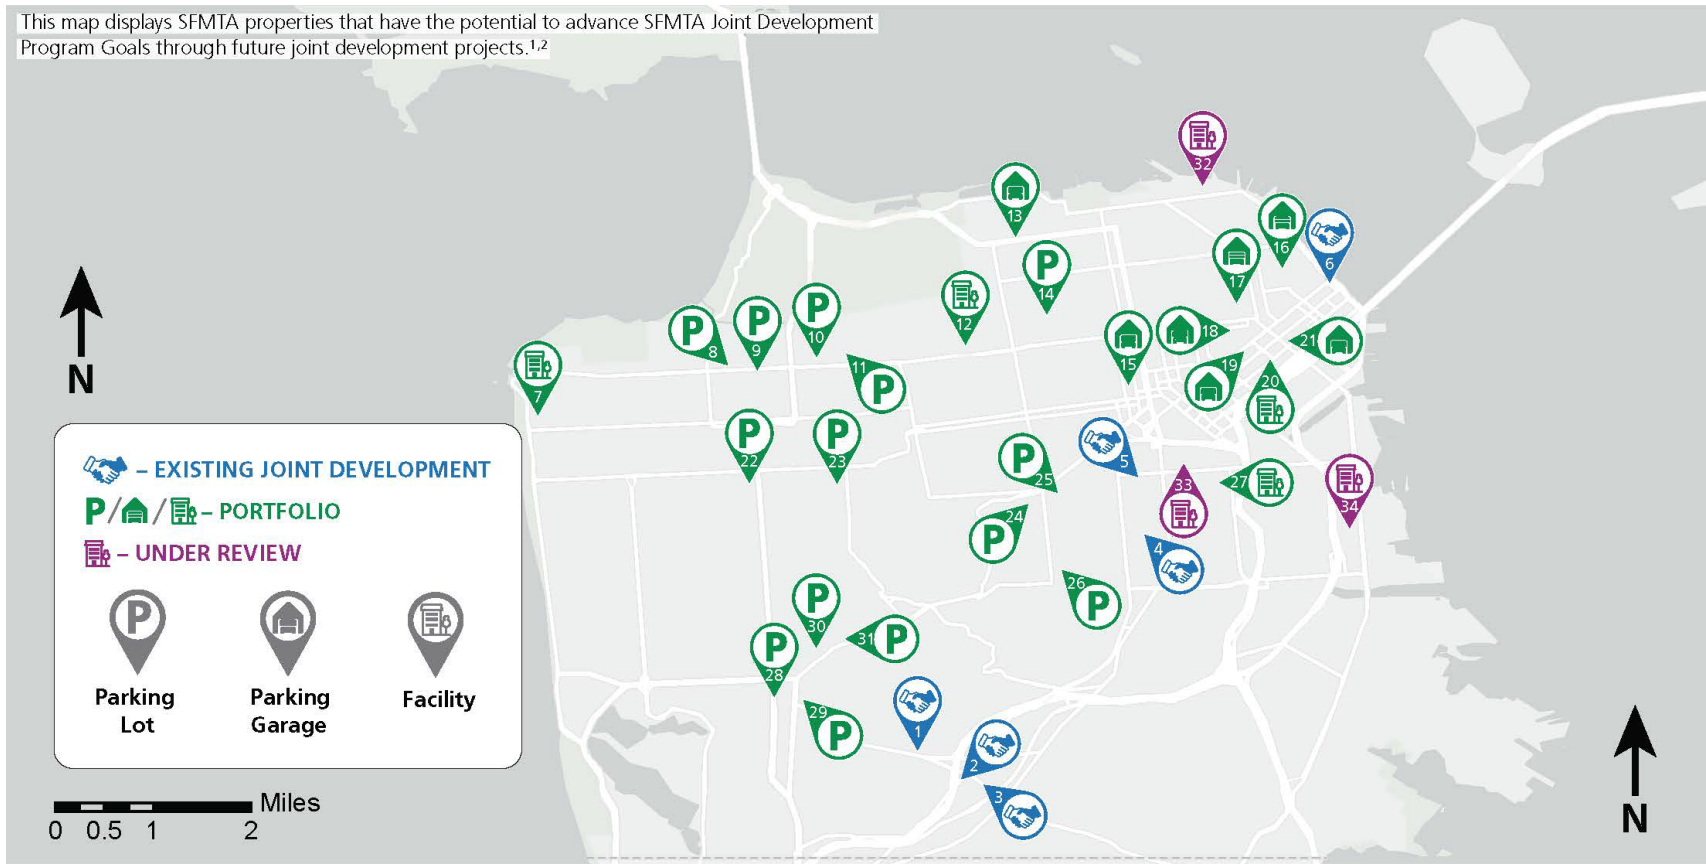 This map displays SFMTA properties that have the potential to advance SFMTA Joint Development
Program Goals through future joint development projects.¹,²
32
13
16
6
17
14
12
10
9
8
18
21
15
19
11
20
7
N
22
23
5
25
33
27
34
24
4
26
30
31
28
29
1
2
3
– EXISTING JOINT DEVELOPMENT
P/ / – PORTFOLIO
– UNDER REVIEW
P
Parking
Lot
Parking
Garage
Facility
Miles
0 0.5 1 2
N
P
P
P
P
P
P
P
P
P
P
P
P
P
P